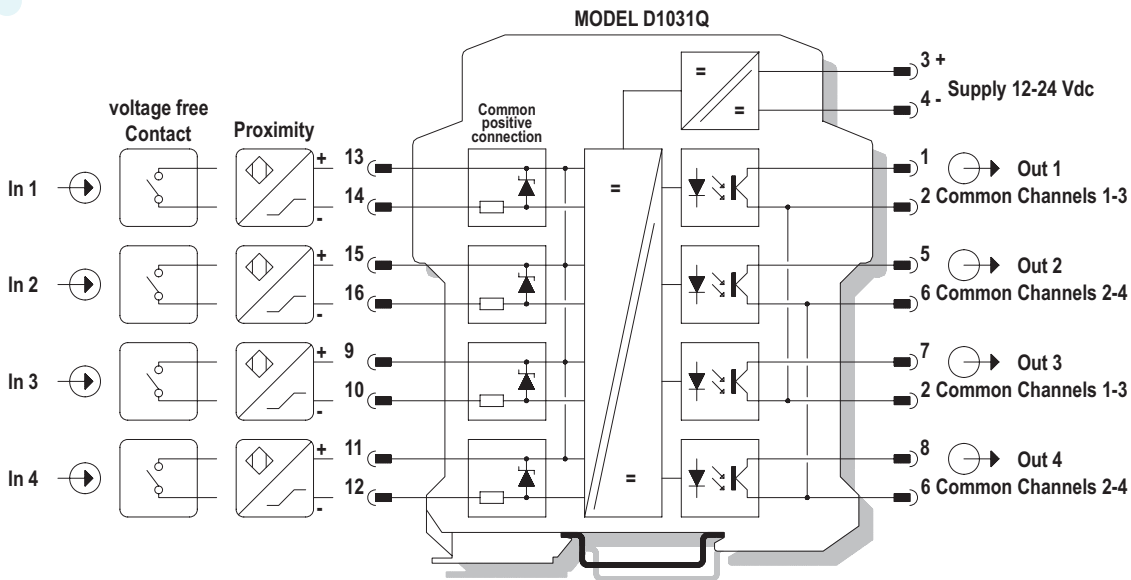 MODEL D1031Q
3 +
Supply 12-24 Vdc
4 -
voltage free
Contact
Proximity
Common
positive
connection
=
=
In 1
+
13
14
-
=
1
Out 1
2 Common Channels 1-3
In 2
+
15
16
-
5
Out 2
6 Common Channels 2-4
In 3
+
9
10
-
7
Out 3
2 Common Channels 1-3
In 4
+
11
12
-
=
8
Out 4
6 Common Channels 2-4